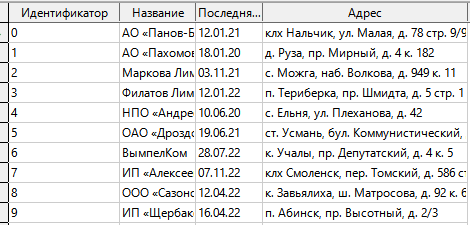 Идентификатор Название Последня... Адрес
0 АО «Панов-Б 12.01.21 клх Нальчик, ул. Малая, д. 78 стр. 9/9
1 АО «Пахомов 18.01.20 д. Руза, пр. Мирный, д. 4 к. 182
2 Маркова Лим 03.11.21 с. Можга, наб. Волкова, д. 949 к. 11
3 Филатов Лим 12.01.22 п. Териберка, пр. Шмидта, д. 5 стр. 1
4 НПО «Андре 10.06.20 с. Ельня, ул. Плеханова, д. 42
5 ОАО «Дрозд 19.06.21 ст. Усмань, бул. Коммунистический,
6 ВымпелКом 28.07.22 к. Учалы, пр. Депутатский, д. 4 к. 5
7 ИП «Алексее 07.11.22 клх Смоленск, пер. Томский, д. 586 ст
8 ООО «Сазоно 12.04.22 к. Завьялиха, ш. Матросова, д. 92 к. 6
9 ИП «Щербак 16.04.22 п. Абинск, пр. Высотный, д. 2/3